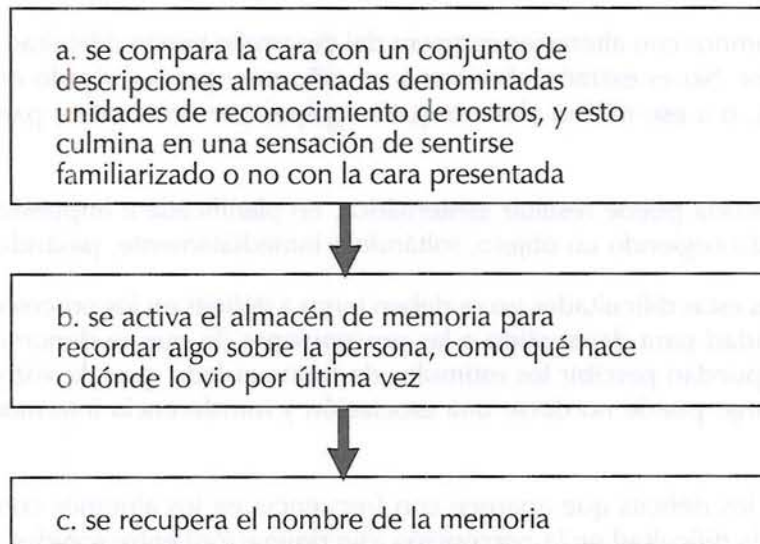 a. se compara la cara con un conjunto de
descripciones almacenadas denominadas
unidades de reconocimiento de rostros, y esto
culmina en una sensación de sentirse
familiarizado o no con la cara presentada
b. se activa el almacén de memoria para
recordar algo sobre la persona, como qué hace
o dónde lo vio por última vez
c. se recupera el nombre de la memoria